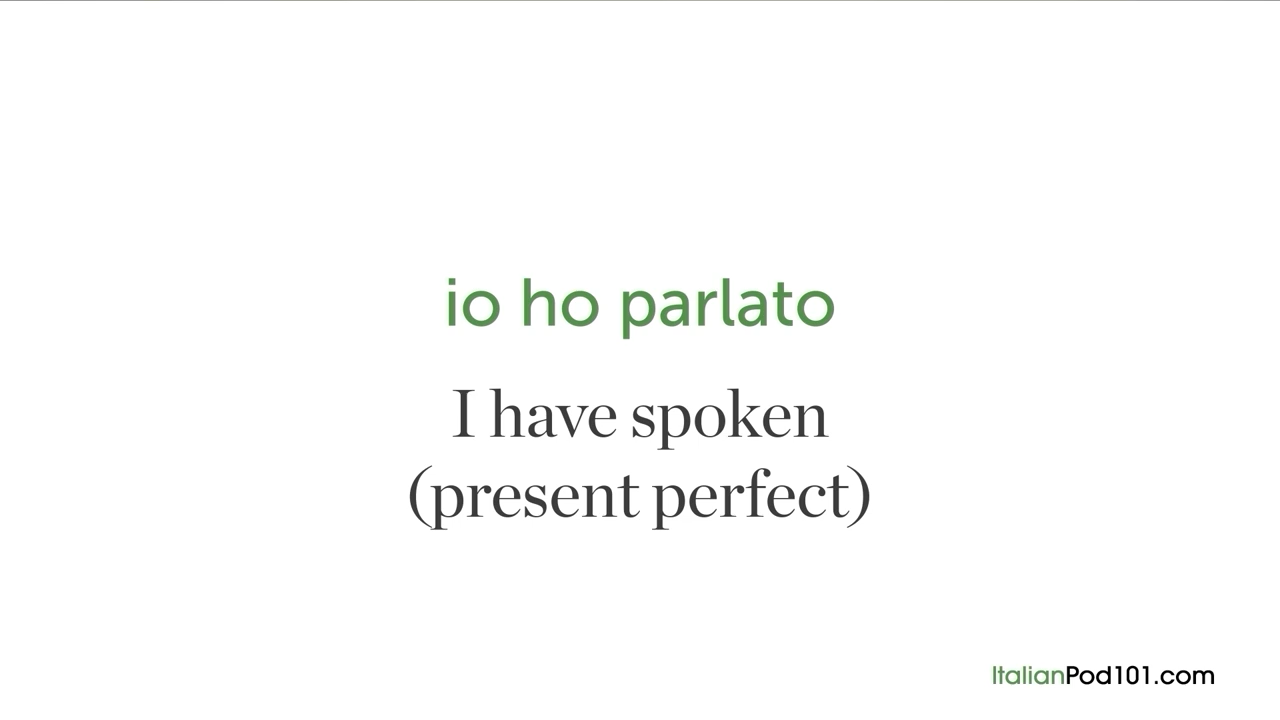 io ho parlato
I have spoken
(present perfect)
ItalianPod101.com